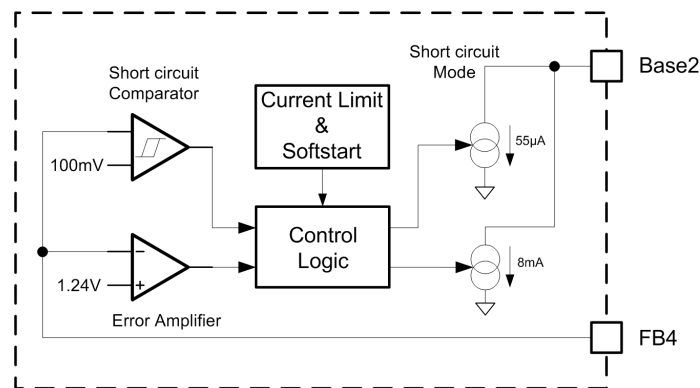 Short circuit
Mode
Base2
Short circuit
Comparator
Current Limit
&
Softstart
55µA
100mV
Control
Logic
−
1.24V
+
8mA
Error Amplifier
FB4